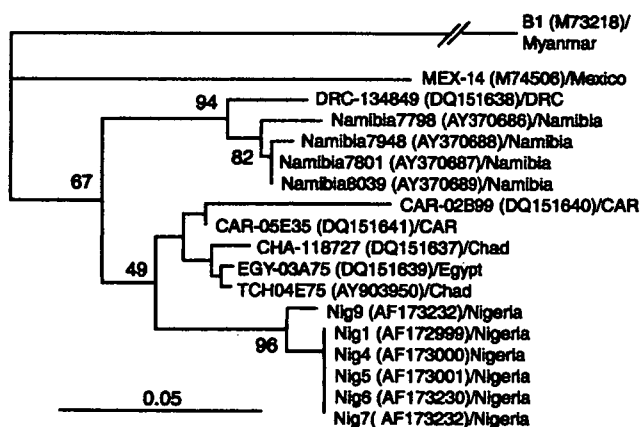 B1 (M73218)/
Myanmar
MEX-14 (M74506)/Mexico
94
DRC-134849 (DQ151638)/DRC
Namibia7798 (AY370686)/Namibia
Namibia7948 (AY370688)/Namibia
82
Namibia7801 (AY370687)/Namibia
67
Namibia8039 (AY370689)/Namibia
CAR-02B99 (DQ151640)/CAR
CAR-05E35 (DQ151641)/CAR
CHA-118727 (DQ151637)/Chad
49
EGY-03A75 (DQ151639)/Egypt
TCH04E75 (AY903950)/Chad
Nig9 (AF173232)/Nigeria
96
Nig1 (AF172999)/Nigeria
Nig4 (AF173000)Nigeria
Nig5 (AF173001)/Nigeria
Nig6 (AF173230)/Nigeria
Nig7( AF173232)/Nigeria
0.05